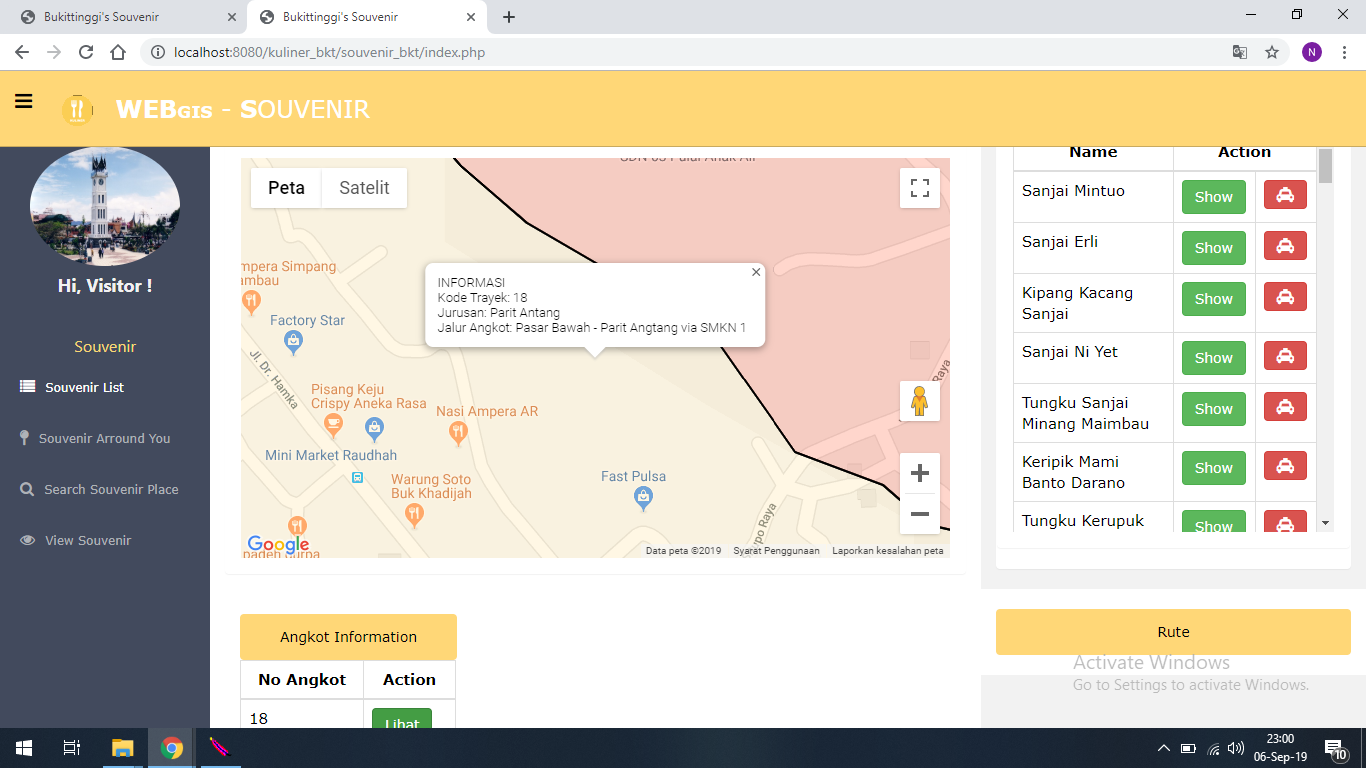 Bukittinggi's Souvenir
Bukittinggi's Souvenir
localhost:8080/kuliner_bkt/souvenir_bkt/index.php
N
WEBGIS - SOUVENIR
Hi, Visitor !
Souvenir
Souvenir List
Souvenir Arround You
Search Souvenir Place
View Souvenir
Peta
Satelit
INFORMASI
Kode Trayek: 18
Jurusan: Parit Antang
Jalur Angkot: Pasar Bawah - Parit Angtang via SMKN 1
mpera Simpang
ambau
Factory Star
Jl. Dr. Hamka
Pisang Keju
Crispy Aneka Rasa
Nasi Ampera AR
Mini Market Raudhah
Warung Soto
Buk Khadijah
Fast Pulsa
Raya
ypo Raya
Google
Data peta ©2019
Syarat Penggunaan
Laporkan kesalahan peta
Name
Action
Sanjai Mintuo
Show
Sanjai Erli
Show
Kipang Kacang
Sanjai
Show
Sanjai Ni Yet
Show
Tungku Sanjai
Minang Maimbau
Show
Keripik Mami
Banto Darano
Show
Tungku Kerupuk
Show
Angkot Information
No Angkot
Action
18
Lihat
Rute
Activate Windows
Go to Settings to activate Windows.
23:00
06-Sep-19
10